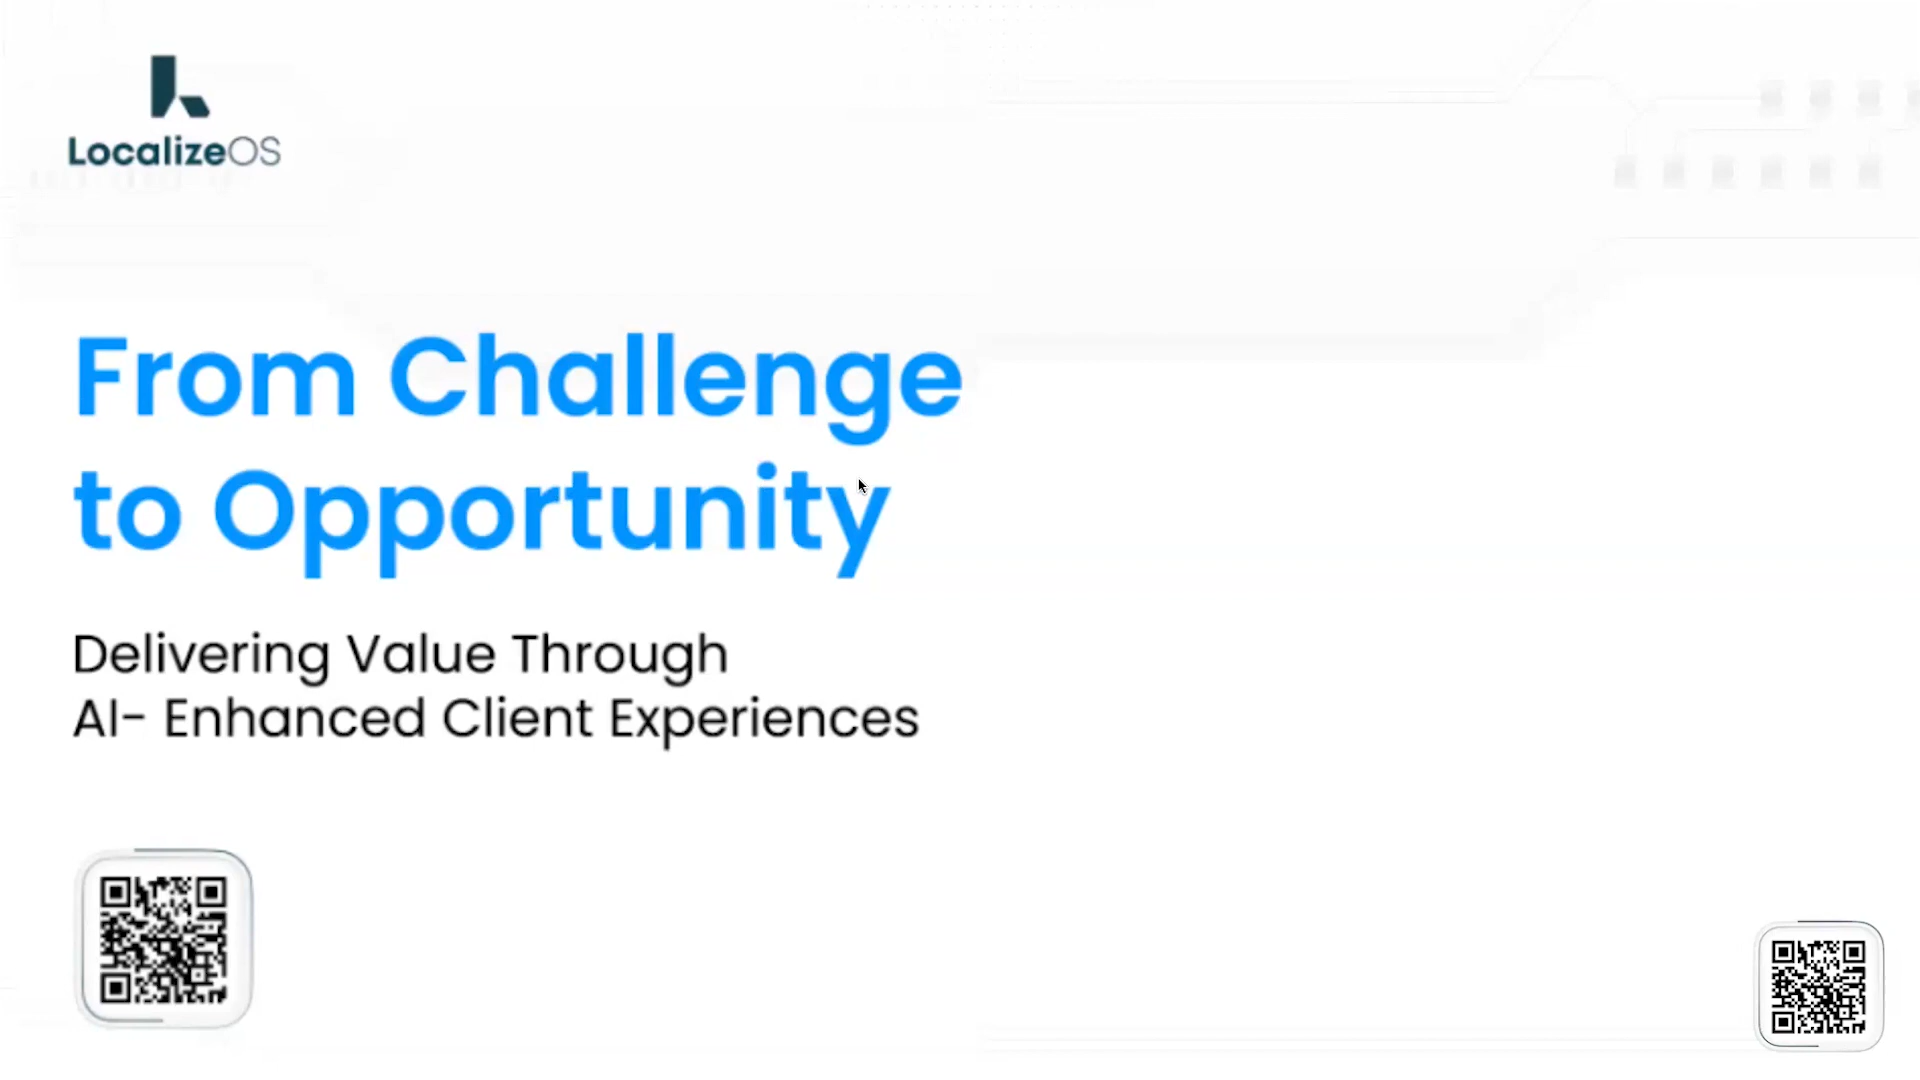 LocalizeOS
From Challenge
to Opportunity
Delivering Value Through
AI- Enhanced Client Experiences